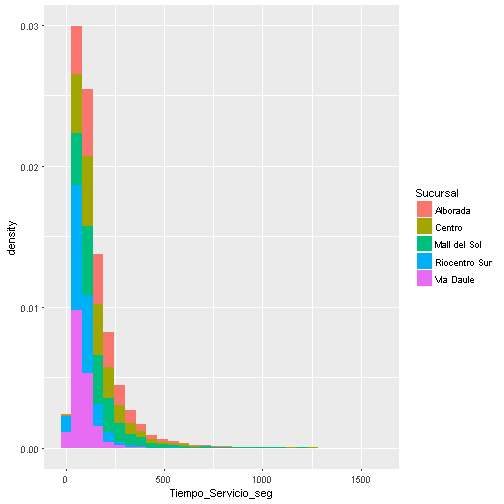 0.03
0.02
0.01
0.00
density
0
500
1000
1500
Tiempo_Servicio_seg
Sucursal
Alborada
Centro
Mall del Sol
Riocentro Sur
Via Daule